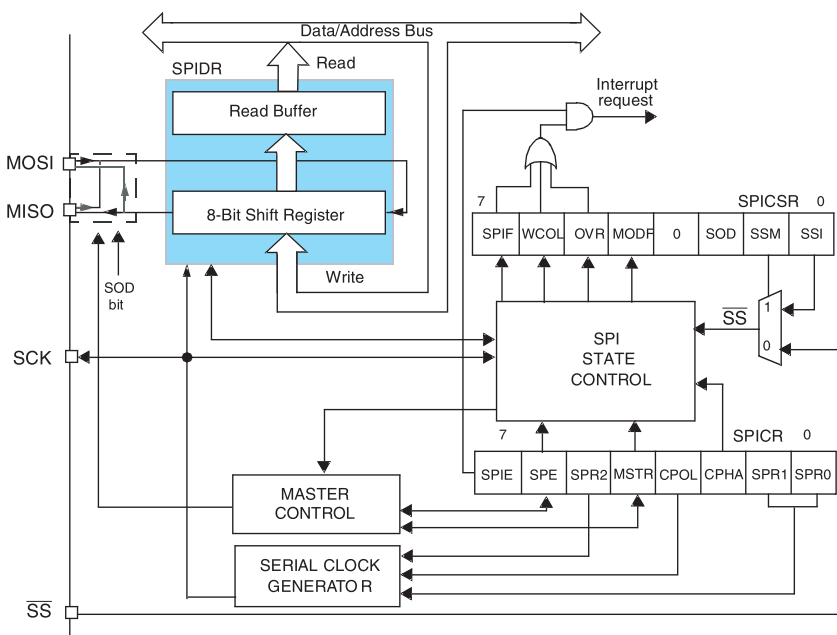 Data/Address Bus
SPIDR
Read
Read Buffer
Interrupt
request
MOSI
MISO
8-Bit Shift Register
Write
SOD
bit
7
SPICSR
0
SPIF WCOL OVR MODF 0 SOD SSM SSI
SCK
SPI
STATE
CONTROL
SS
1
0
7
SPICR
0
SPIE SPE SPR2 MSTR CPOL CPHA SPR1 SPR0
MASTER
CONTROL
SERIAL CLOCK
GENERATOR
SS